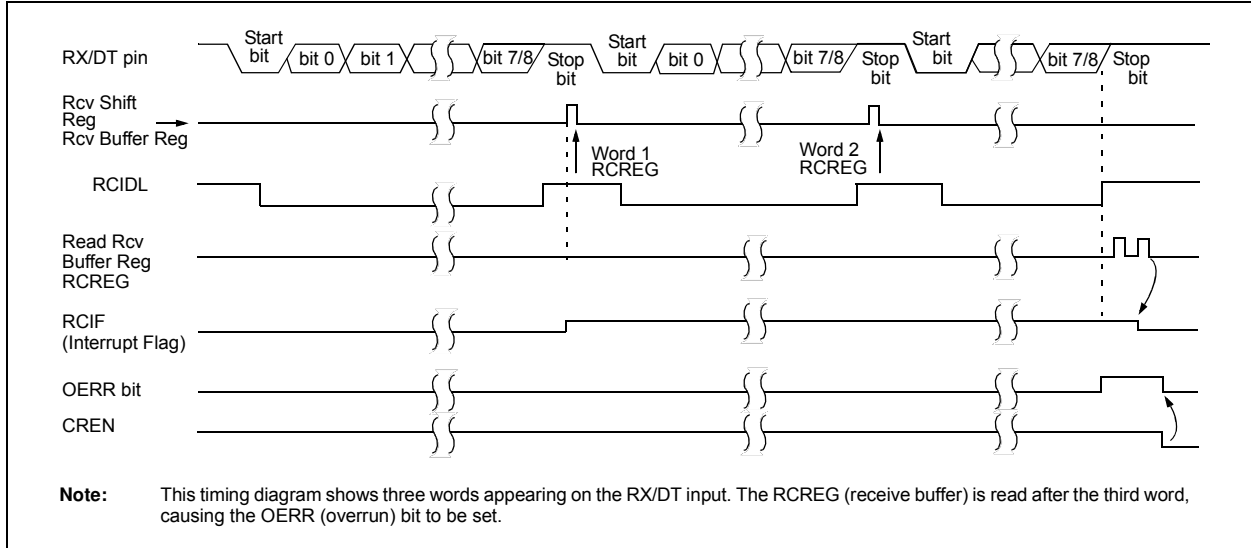 Start bit bit 0 bit 1 bit 7/8 Stop bit Start bit bit 0 bit 7/8 Stop bit Start bit bit 7/8 Stop bit
RX/DT pin
Rcv Shift
Reg
Rcv Buffer Reg
Word 1
RCREG
Word 2
RCREG
RCIDL
Read Rcv
Buffer Reg
RCREG
RCIF
(Interrupt Flag)
OERR bit
CREN
Note: This timing diagram shows three words appearing on the RX/DT input. The RCREG (receive buffer) is read after the third word,
causing the OERR (overrun) bit to be set.